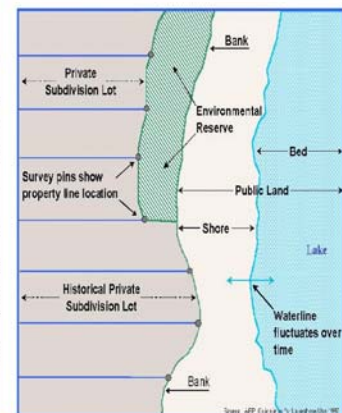 Bank
Private
Subdivision Lot
Environmental
Reserve
Bed
Survey pins show
property line location
Public Land
Shore
Lake
Historical Private
Subdivision Lot
Waterline
fluctuates over
time
Bank